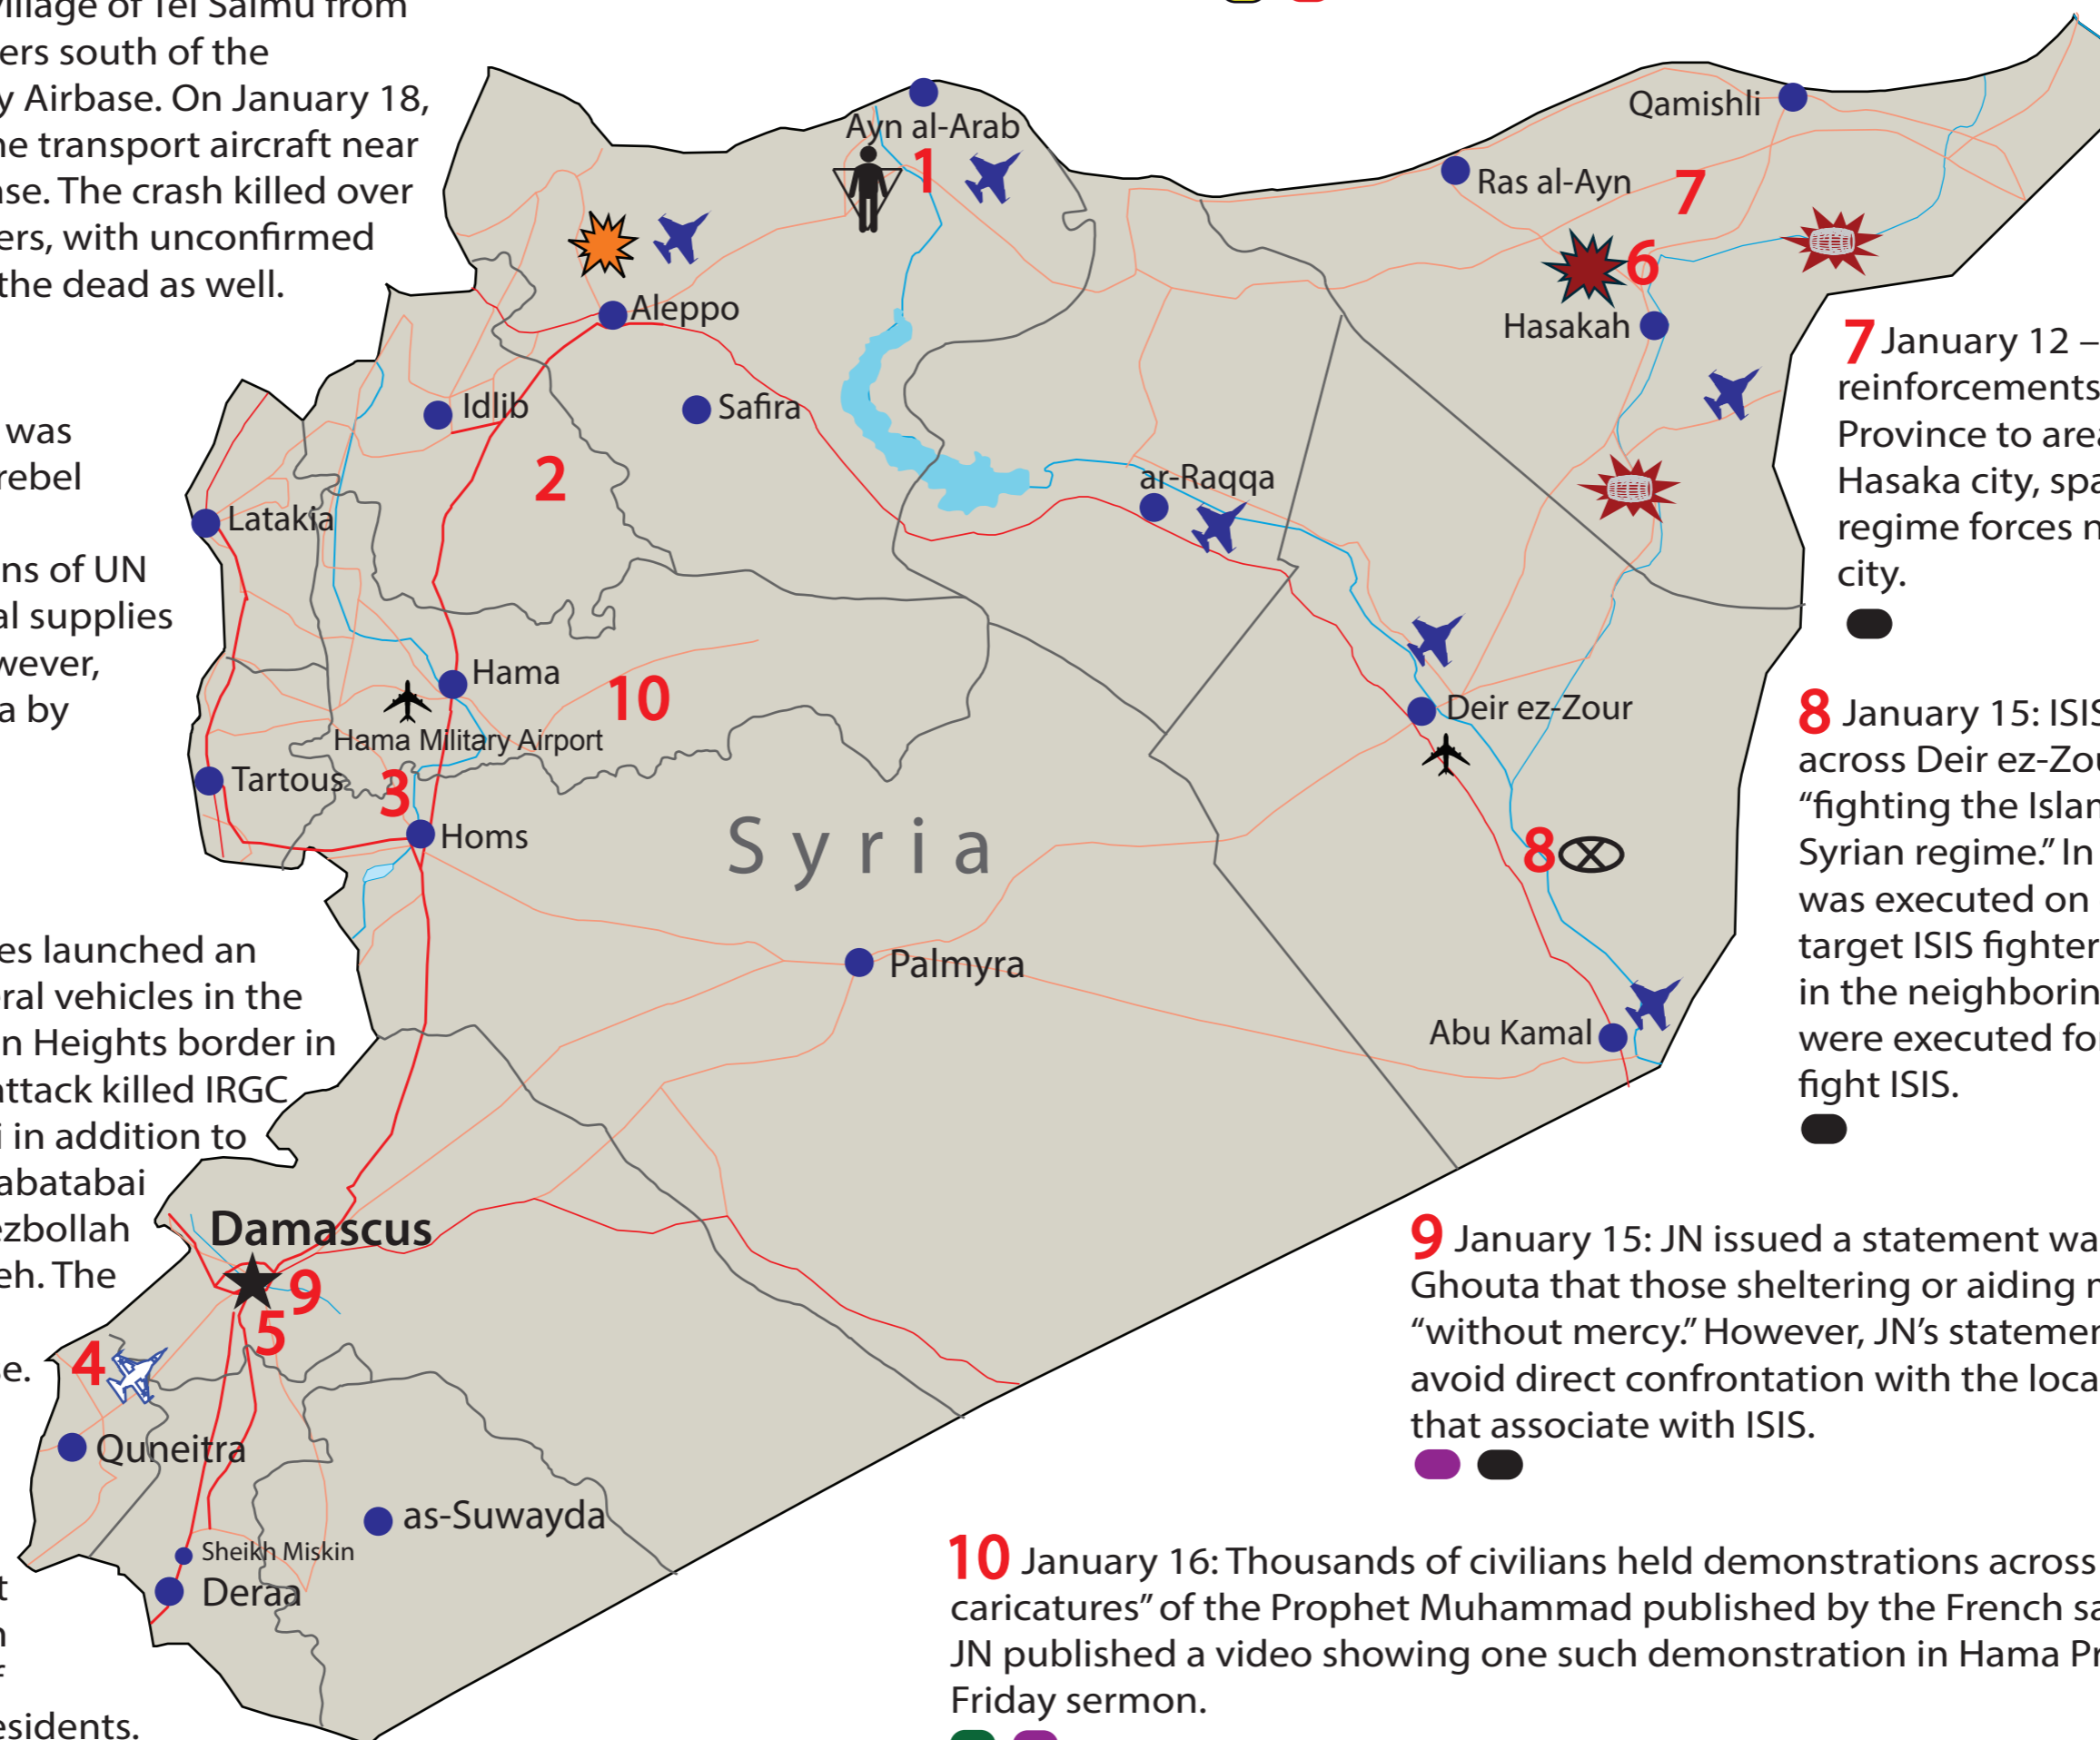 village of Tel Salmu from
ers south of the
y Airbase. On January 18,
ne transport aircraft near
ase. The crash killed over
ers, with unconfirmed
the dead as well.
was
rebel
ns of UN
al supplies
wever,
a by
es launched an
eral vehicles in the
n Heights border in
attack killed IRGC
i in addition to
abatabai
ezbollah
eh. The
se.
t
n
f
esidents.
Ayn al-Arab
1
Qamishli
Ras al-Ayn
7
6
Hasakah
Aleppo
Idlib
Safira
2
ar-Raqqa
Latakia
Hama
10
Hama Military Airport
Deir ez-Zour
Tartous
3
Homs
Syria
8
Palmyra
Abu Kamal
Damascus
9
5
4
Quneitra
as-Suwayda
Sheikh Miskin
Deraa
7 January 12 –
reinforcements
Province to area
Hasaka city, spa
regime forces n
city.
8 January 15: ISIS
across Deir ez-Zou
“fighting the Islan
Syrian regime.” In
was executed on
target ISIS fighter
in the neighborin
were executed for
fight ISIS.
9 January 15: JN issued a statement wa
Ghouta that those sheltering or aiding m
“without mercy.” However, JN’s statemen
avoid direct confrontation with the loca
that associate with ISIS.
10 January 16: Thousands of civilians held demonstrations across
caricatures” of the Prophet Muhammad published by the French sa
JN published a video showing one such demonstration in Hama Pr
Friday sermon.